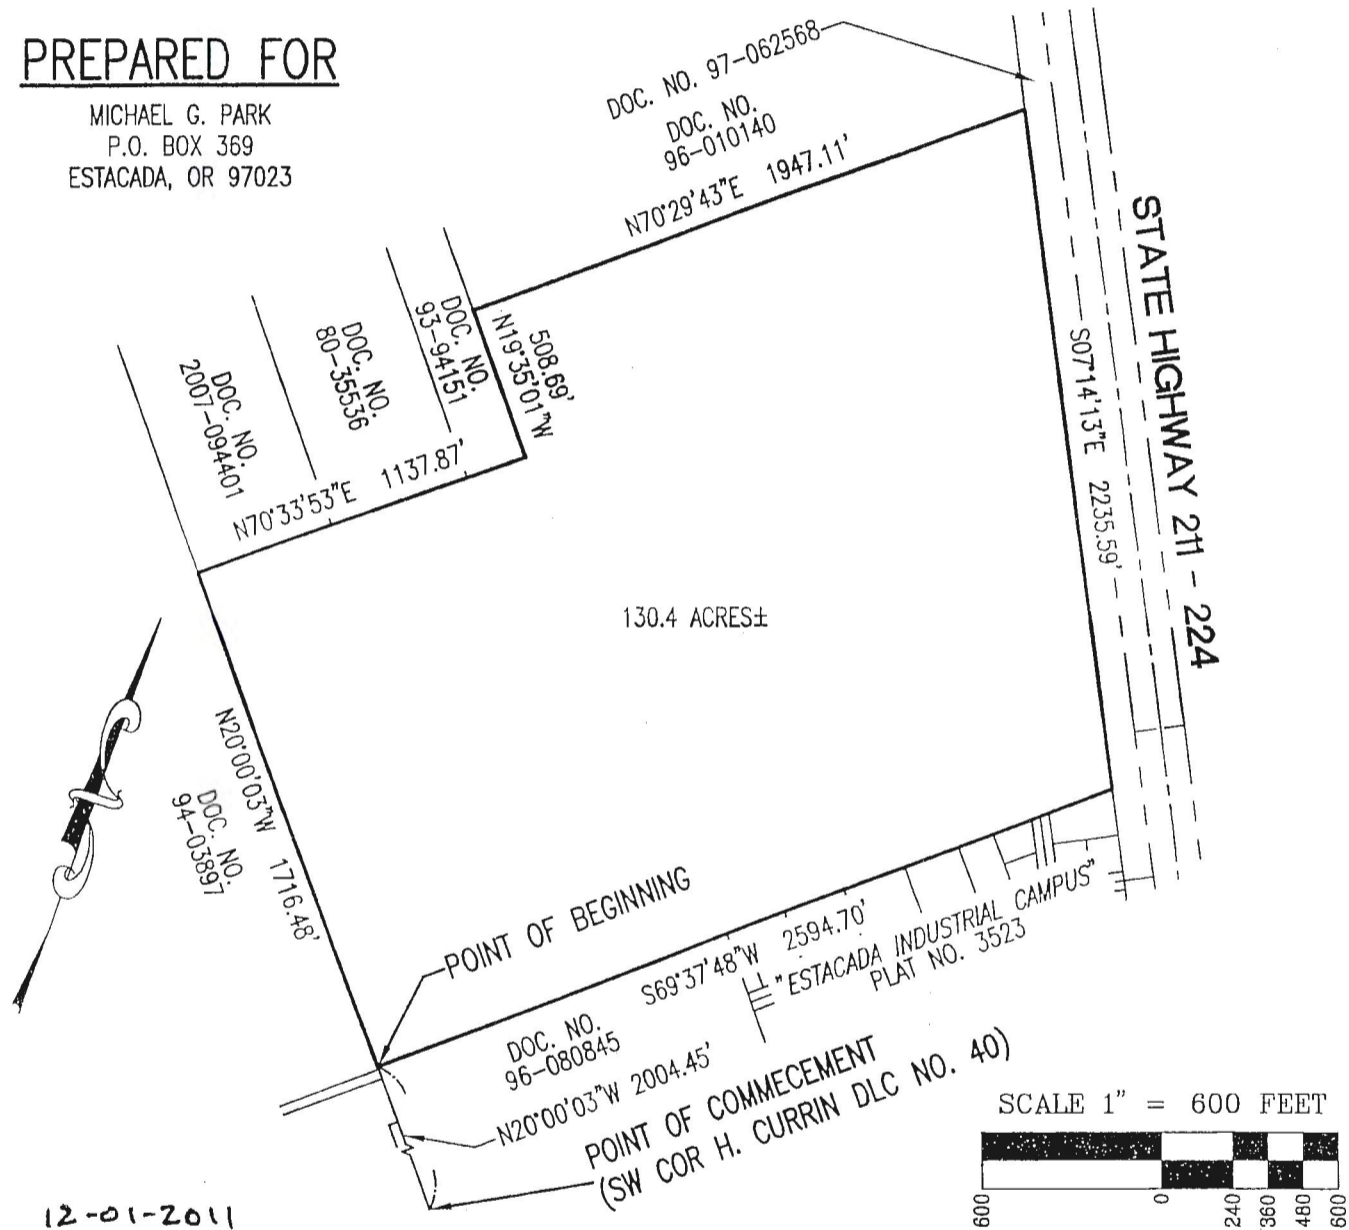 PREPARED FOR
MICHAEL G. PARK
P.O. BOX 369
ESTACADA, OR 97023
DOC. NO. 97-062568
DOC. NO.
96-010140
N70°29'43"E 1947.11'
STATE HIGHWAY 211 - 224
S07°14'13"E 2235.59'
508.69'
N19°35'01"W
DOC. NO.
93-94151
DOC. NO.
80-35536
DOC. NO.
2007-094401
N70°33'53"E 1137.87'
130.4 ACRES±
N20°00'03"W 1716.48'
DOC. NO.
94-03897
POINT OF BEGINNING
S69°37'48"W 2594.70'
"ESTACADA INDUSTRIAL CAMPUS"
PLAT NO. 3523
DOC. NO.
96-080845
N20°00'03"W 2004.45'
POINT OF COMMECEMENT
(SW COR H. CURRIN DLC NO. 40)
SCALE 1" = 600 FEET
600 0 240 360 480 600
12-01-2011